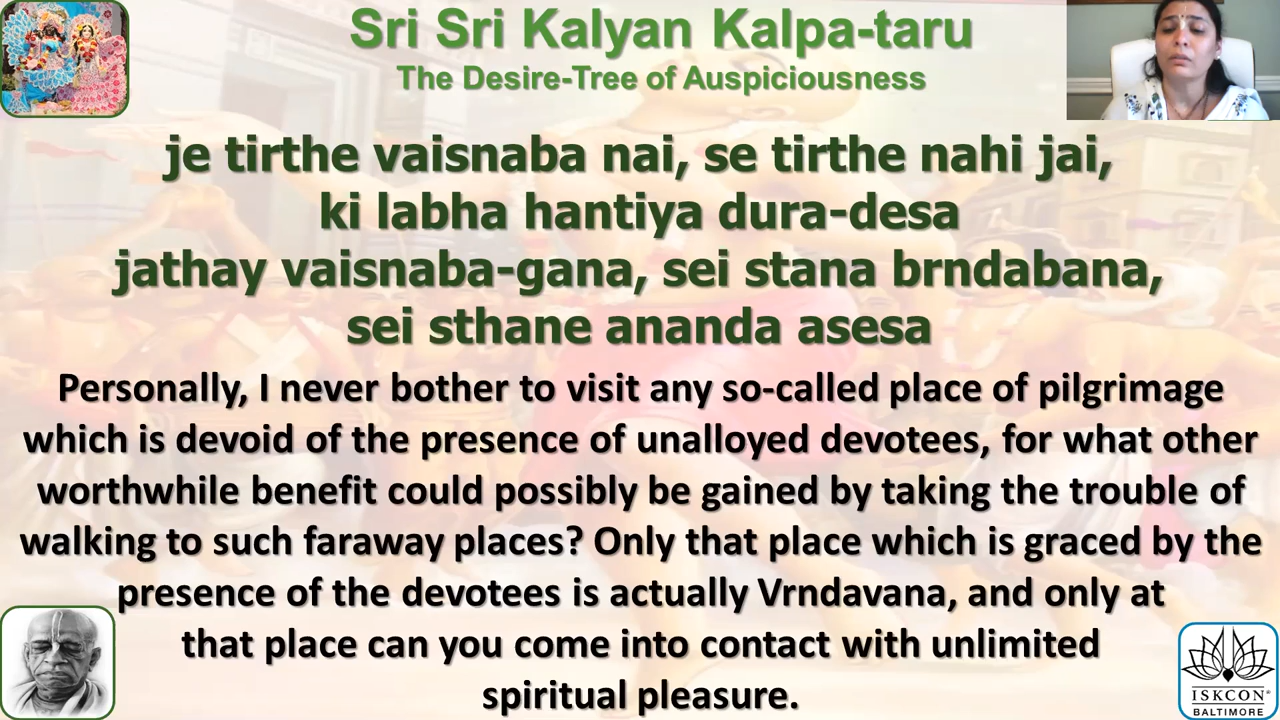 Sri Sri Kalyan Kalpa-taru
The Desire-Tree of Auspiciousness
je tirthe vaisnaba nai, se tirthe nahi jai,
ki labha hantiya dura-desa
jathay vaisnaba-gana, sei stana brndabana,
sei sthane ananda asesa
Personally, I never bother to visit any so-called place of pilgrimage
which is devoid of the presence of unalloyed devotees, for what other
worthwhile benefit could possibly be gained by taking the trouble of
walking to such faraway places? Only that place which is graced by the
presence of the devotees is actually Vrndavana, and only at
that place can you come into contact with unlimited
spiritual pleasure.
ISKCON®
BALTIMORE